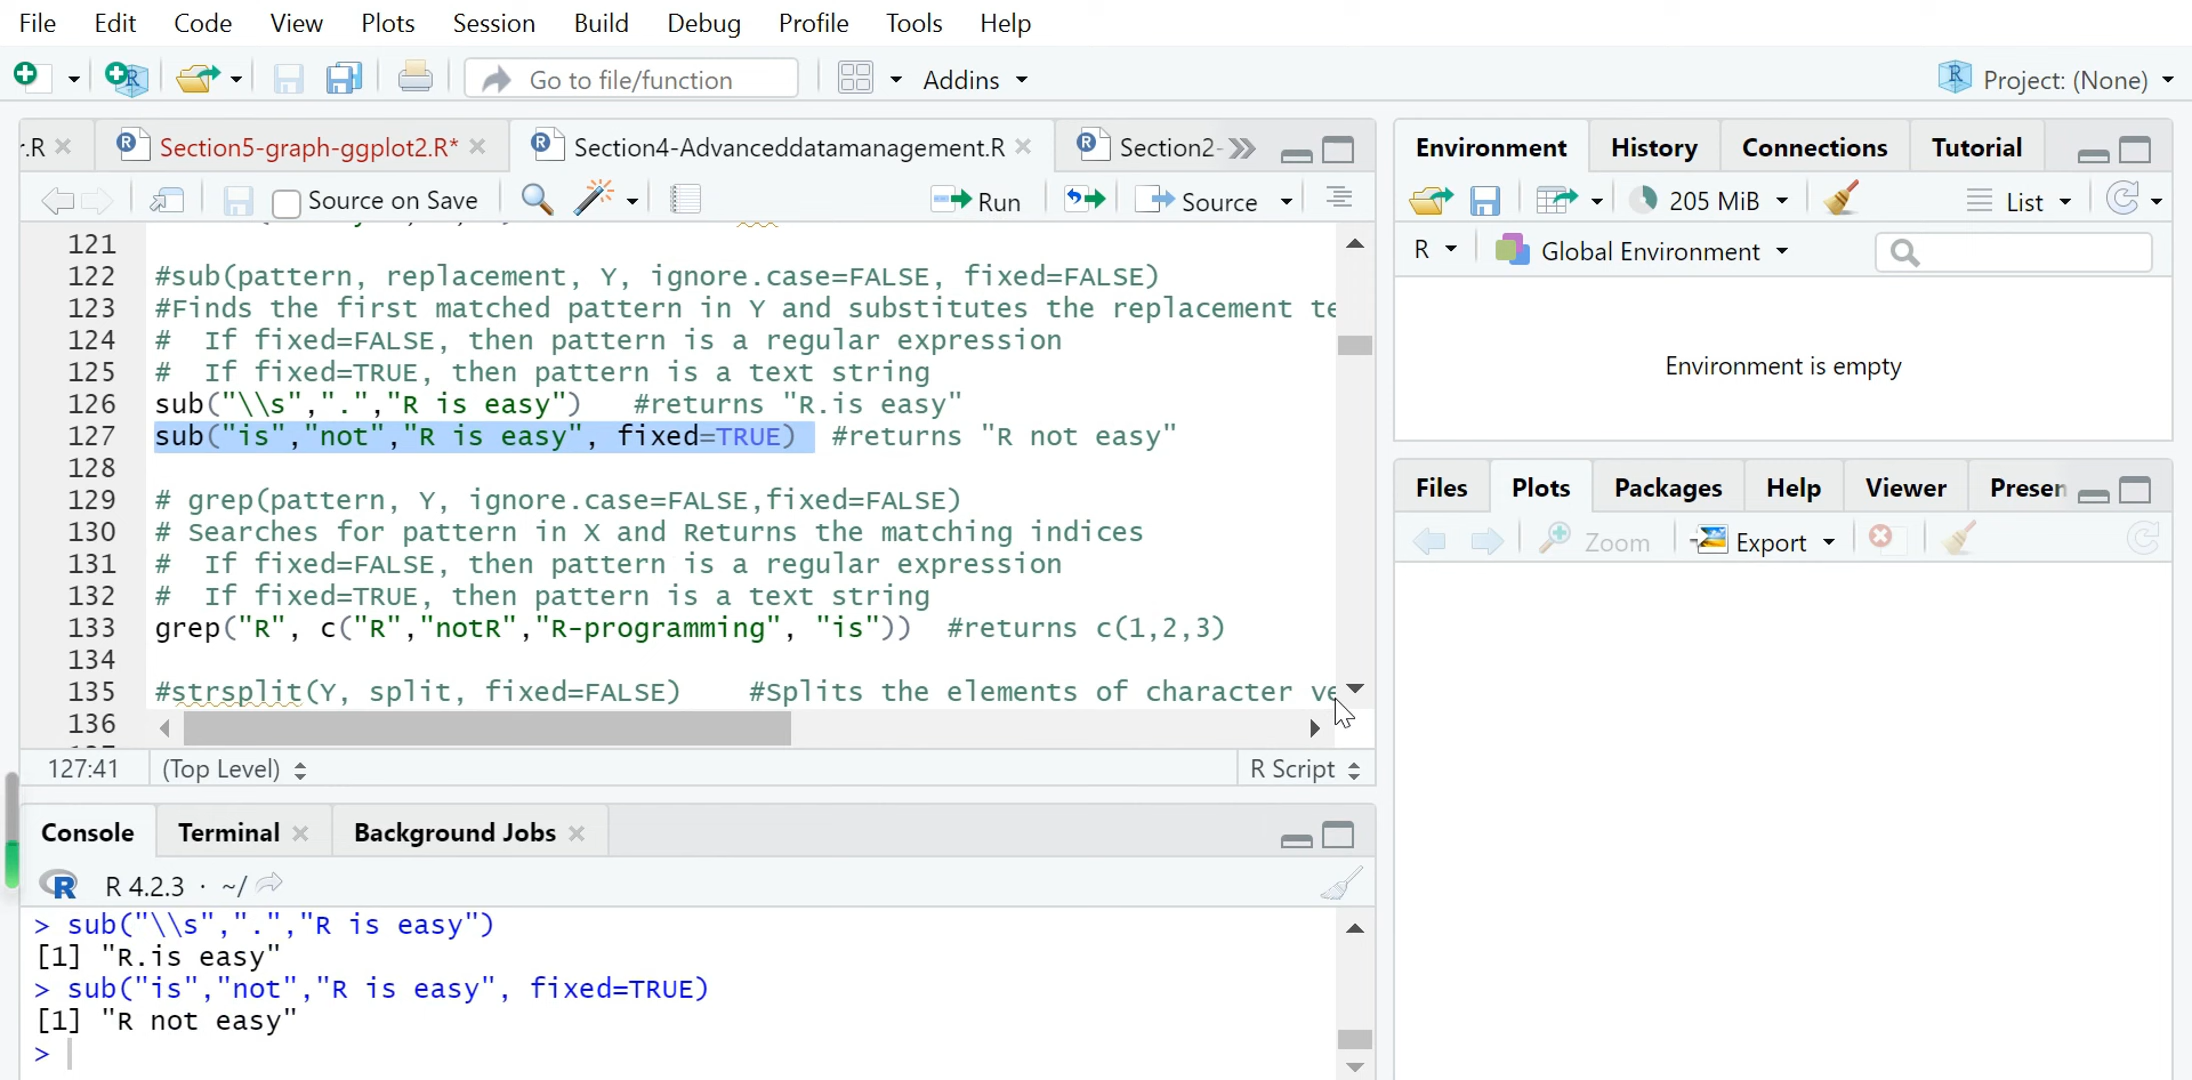 File Edit Code View Plots Session Build Debug Profile Tools Help
Go to file/function Addins Project: (None)
.R Section5-graph-ggplot2.R* Section4-Advanceddatamanagement.R Section2-
Source on Save Run Source
121
122 #sub(pattern, replacement, Y, ignore.case=FALSE, fixed=FALSE)
123 #Finds the first matched pattern in Y and substitutes the replacement te
124 # If fixed=FALSE, then pattern is a regular expression
125 # If fixed=TRUE, then pattern is a text string
126 sub("\\s",".","R is easy") #returns "R.is easy"
127 sub("is","not","R is easy", fixed=TRUE) #returns "R not easy"
128
129 # grep(pattern, Y, ignore.case=FALSE,fixed=FALSE)
130 # Searches for pattern in X and Returns the matching indices
131 # If fixed=FALSE, then pattern is a regular expression
132 # If fixed=TRUE, then pattern is a text string
133 grep("R", c("R","notR","R-programming", "is")) #returns c(1,2,3)
134
135 #strsplit(Y, split, fixed=FALSE) #Splits the elements of character ve
136
127:41 (Top Level) R Script
Console Terminal Background Jobs
R R 4.2.3 · ~/
> sub("\\s",".","R is easy")
[1] "R.is easy"
> sub("is","not","R is easy", fixed=TRUE)
[1] "R not easy"
>
Environment History Connections Tutorial
205 MiB List
R Global Environment
Environment is empty
Files Plots Packages Help Viewer Presen
Zoom Export